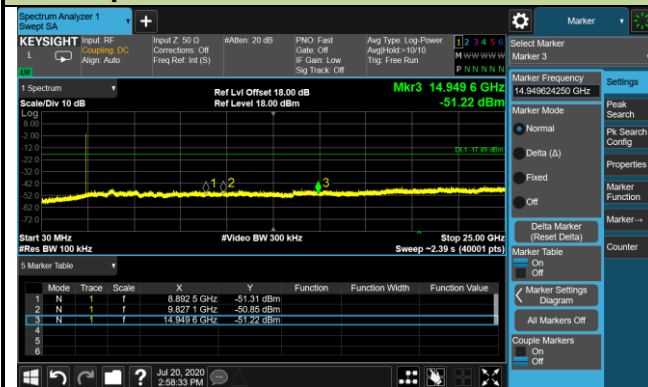 Spectrum Analyzer 1
Swept SA
+
Marker
KEYSIGHT
L
Input: RF
Coupling: DC
Align: Auto
Input Z: 50 Ω
Corrections: Off
Freq Ref: Int (S)
#Atten: 20 dB
PNO: Fast
Gate: Off
IF Gain: Low
Sig Track: Off
Avg Type: Log-Power
Avg|Hold:>10/10
Trig: Free Run
1 2 3 4 5 6
M W W W W W
P N N N N N
Select Marker
Marker 3
1 Spectrum
Scale/Div 10 dB
Ref Lvl Offset 18.00 dB
Ref Level 18.00 dBm
Mkr3 14.949 6 GHz
-51.22 dBm
Log
8.00
-2.00
-12.0
-22.0
-32.0
-42.0
-52.0
-62.0
-72.0
DL1 -17.48 dBm
1
2
3
Start 30 MHz
#Res BW 100 kHz
#Video BW 300 kHz
Stop 25.00 GHz
Sweep ~2.39 s (40001 pts)
5 Marker Table
Mode Trace Scale X Y Function Function Width Function Value
1 N 1 f 8.892 5 GHz -51.31 dBm
2 N 1 f 9.827 1 GHz -50.85 dBm
3 N 1 f 14.949 6 GHz -51.22 dBm
4
5
6
Marker Frequency
14.949624250 GHz
Marker Mode
Normal
Delta (Δ)
Fixed
Off
Delta Marker
(Reset Delta)
Marker Table
On
Off
Marker Settings
Diagram
All Markers Off
Couple Markers
On
Off
Settings
Peak
Search
Pk Search
Config
Properties
Marker
Function
Marker→
Counter
?
Jul 20, 2020
2:58:33 PM